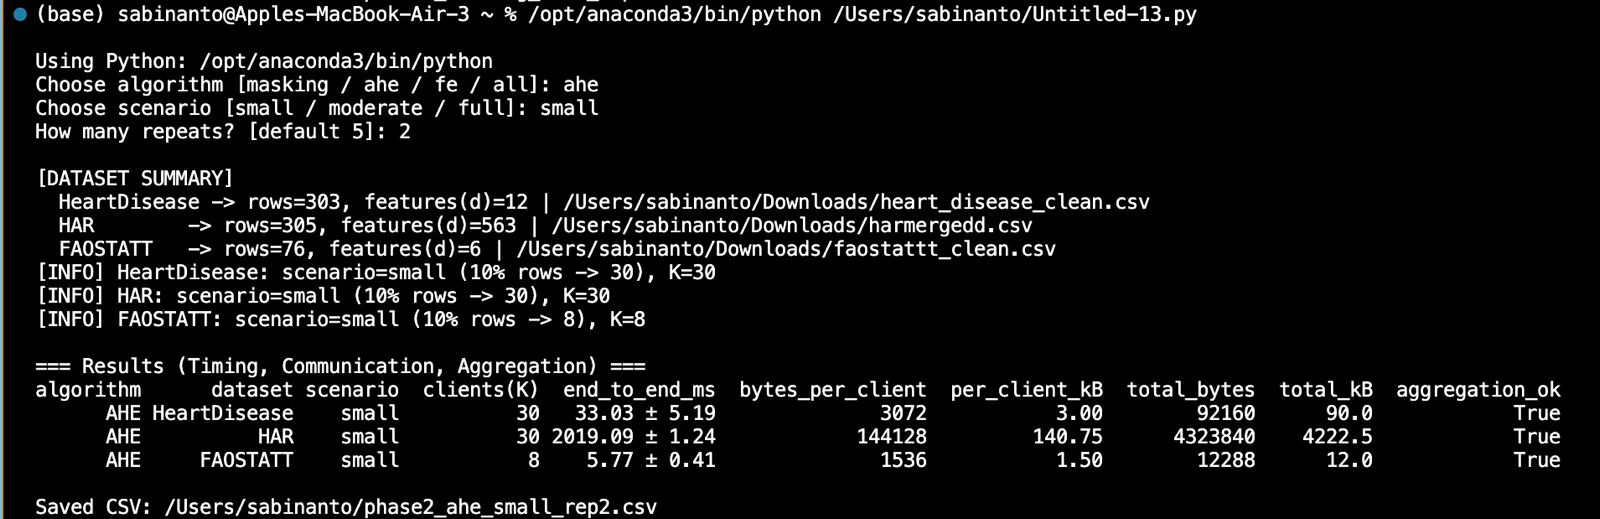 (base) sabinanto@Apples-MacBook-Air-3 ~ % /opt/anaconda3/bin/python /Users/sabinanto/Untitled-13.py
Using Python: /opt/anaconda3/bin/python
Choose algorithm [masking / ahe / fe / all]: ahe
Choose scenario [small / moderate / full]: small
How many repeats? [default 5]: 2
[DATASET SUMMARY]
HeartDisease -> rows=303, features(d)=12 | /Users/sabinanto/Downloads/heart_disease_clean.csv
HAR -> rows=305, features(d)=563 | /Users/sabinanto/Downloads/harmergedd.csv
FAOSTATT -> rows=76, features(d)=6 | /Users/sabinanto/Downloads/faostattt_clean.csv
[INFO] HeartDisease: scenario=small (10% rows -> 30), K=30
[INFO] HAR: scenario=small (10% rows -> 30), K=30
[INFO] FAOSTATT: scenario=small (10% rows -> 8), K=8
=== Results (Timing, Communication, Aggregation) ===
algorithm dataset scenario clients(K) end_to_end_ms bytes_per_client per_client_kB total_bytes total_kB aggregation_ok
AHE HeartDisease small 30 33.03 ± 5.19 3072 3.00 92160 90.0 True
AHE HAR small 30 2019.09 ± 1.24 144128 140.75 4323840 4222.5 True
AHE FAOSTATT small 8 5.77 ± 0.41 1536 1.50 12288 12.0 True
Saved CSV: /Users/sabinanto/phase2_ahe_small_rep2.csv